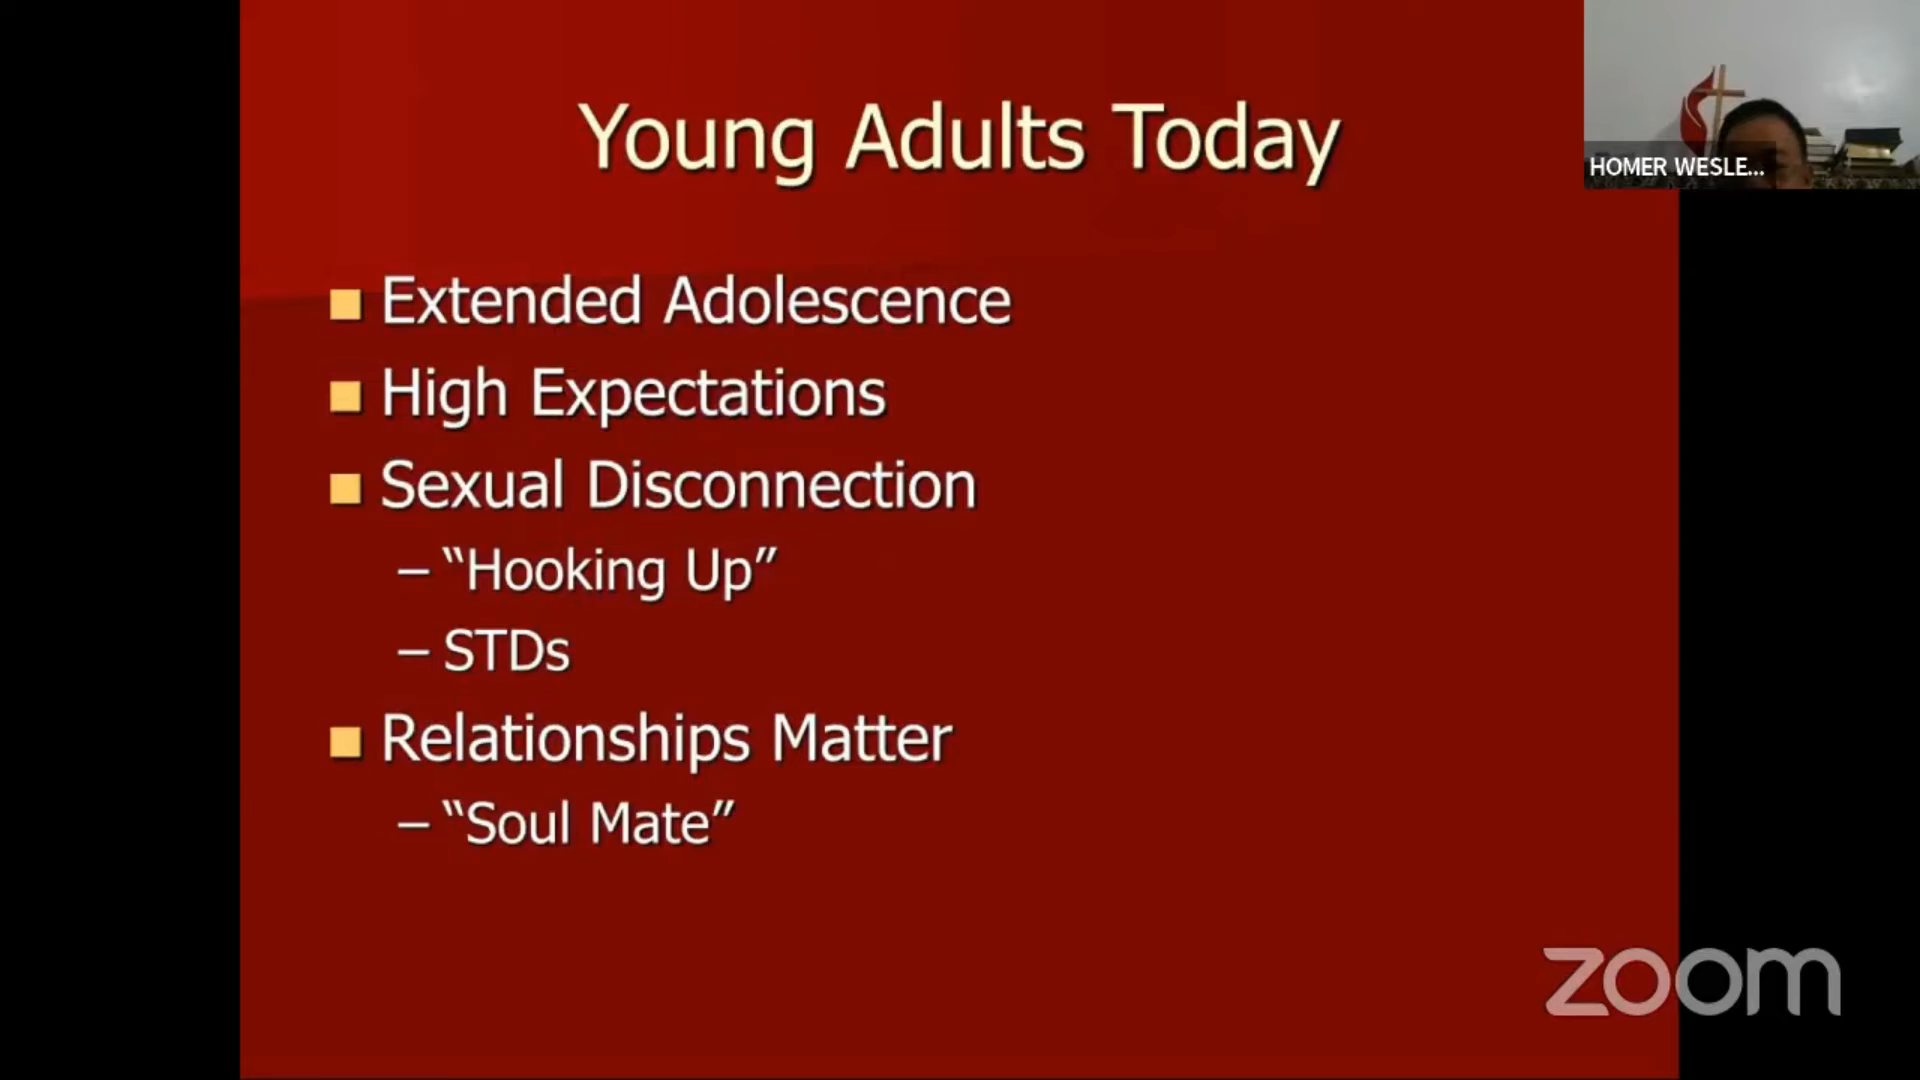 Young Adults Today
HOMER WESLE...
Extended Adolescence
High Expectations
Sexual Disconnection
– “Hooking Up”
– STDs
Relationships Matter
– “Soul Mate”
zoom